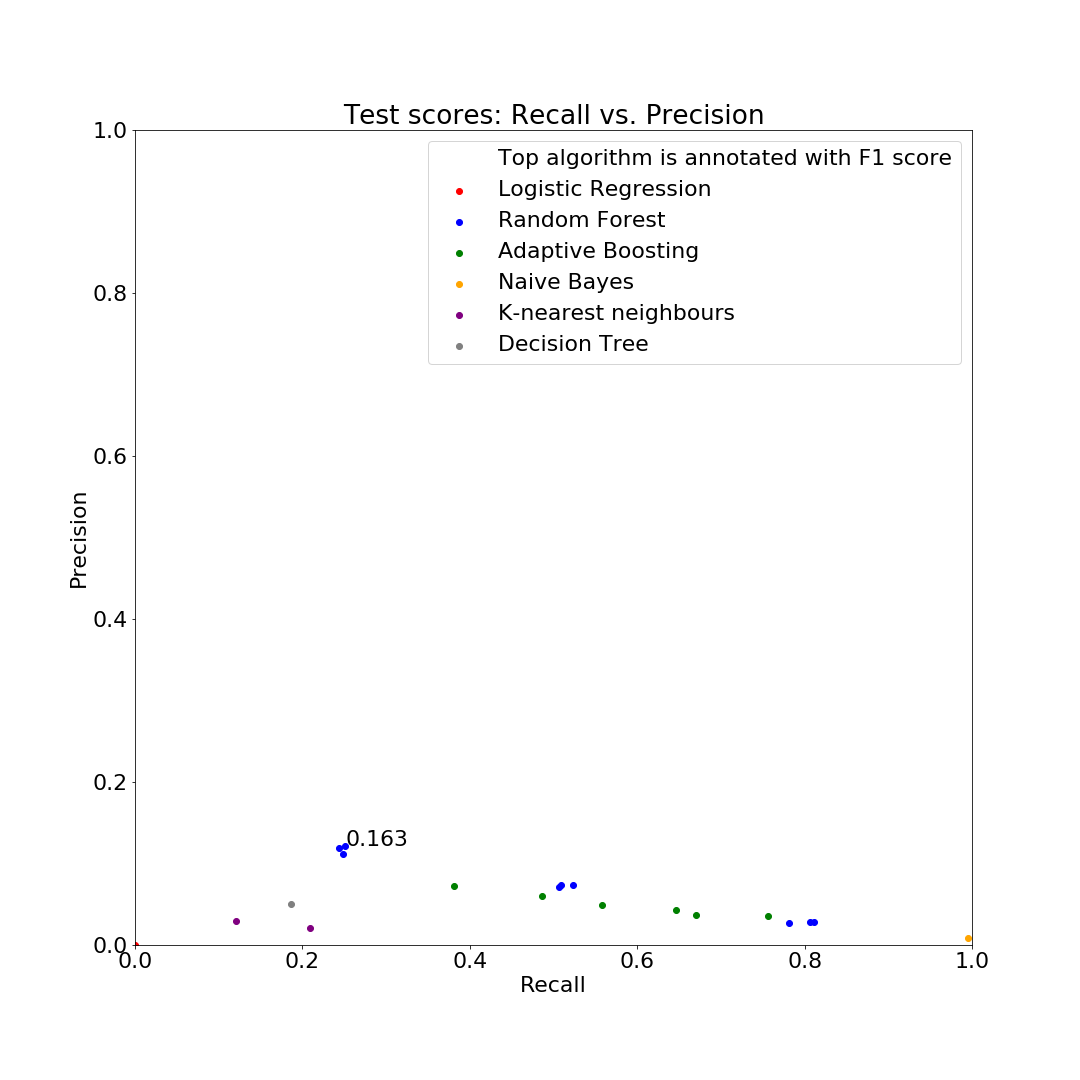 Test scores: Recall vs. Precision
1.0
0.8
0.6
0.4
0.2
0.0
Precision
Top algorithm is annotated with F1 score
Logistic Regression
Random Forest
Adaptive Boosting
Naive Bayes
K-nearest neighbours
Decision Tree
0.163
0.0 0.2 0.4 0.6 0.8 1.0
Recall